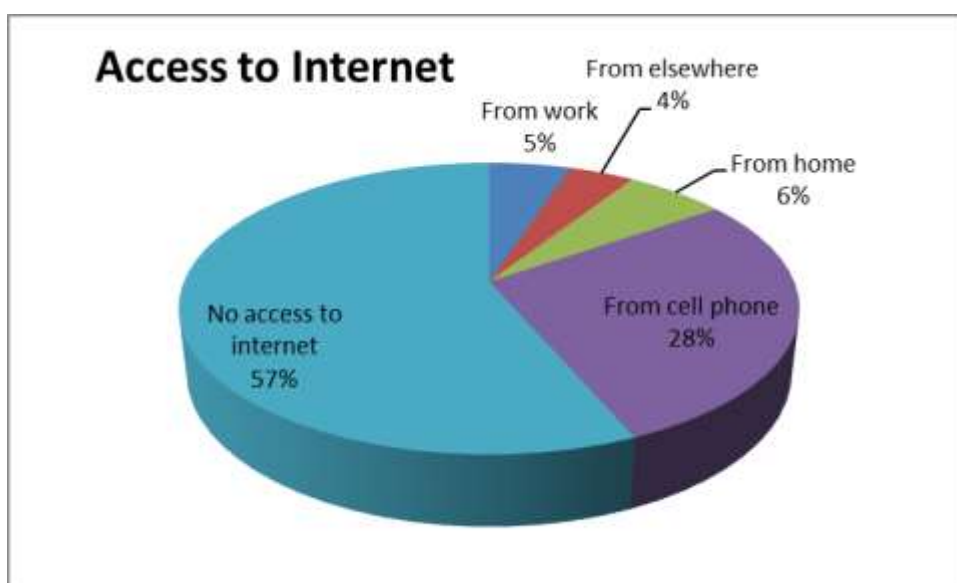 Access to Internet
From elsewhere
4%
From work
5%
From home
6%
From cell phone
28%
No access to
internet
57%